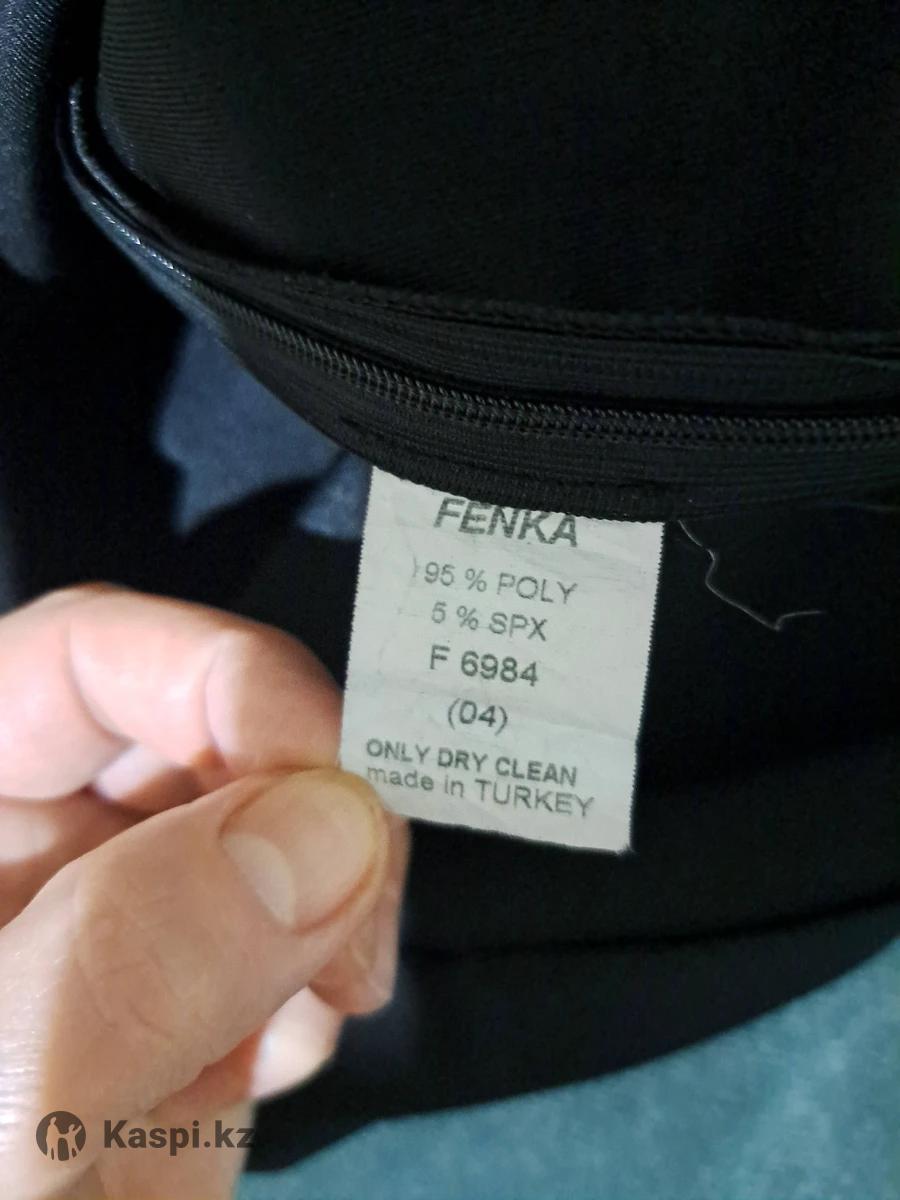 FENKA
95 % POLY
5 % SPX
F 6984
(04)
ONLY DRY CLEAN
made in TURKEY
Kaspi.kz